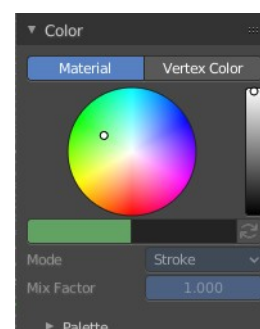 Color
Material Vertex Color
Mode Stroke
Mix Factor 1.000
Palette